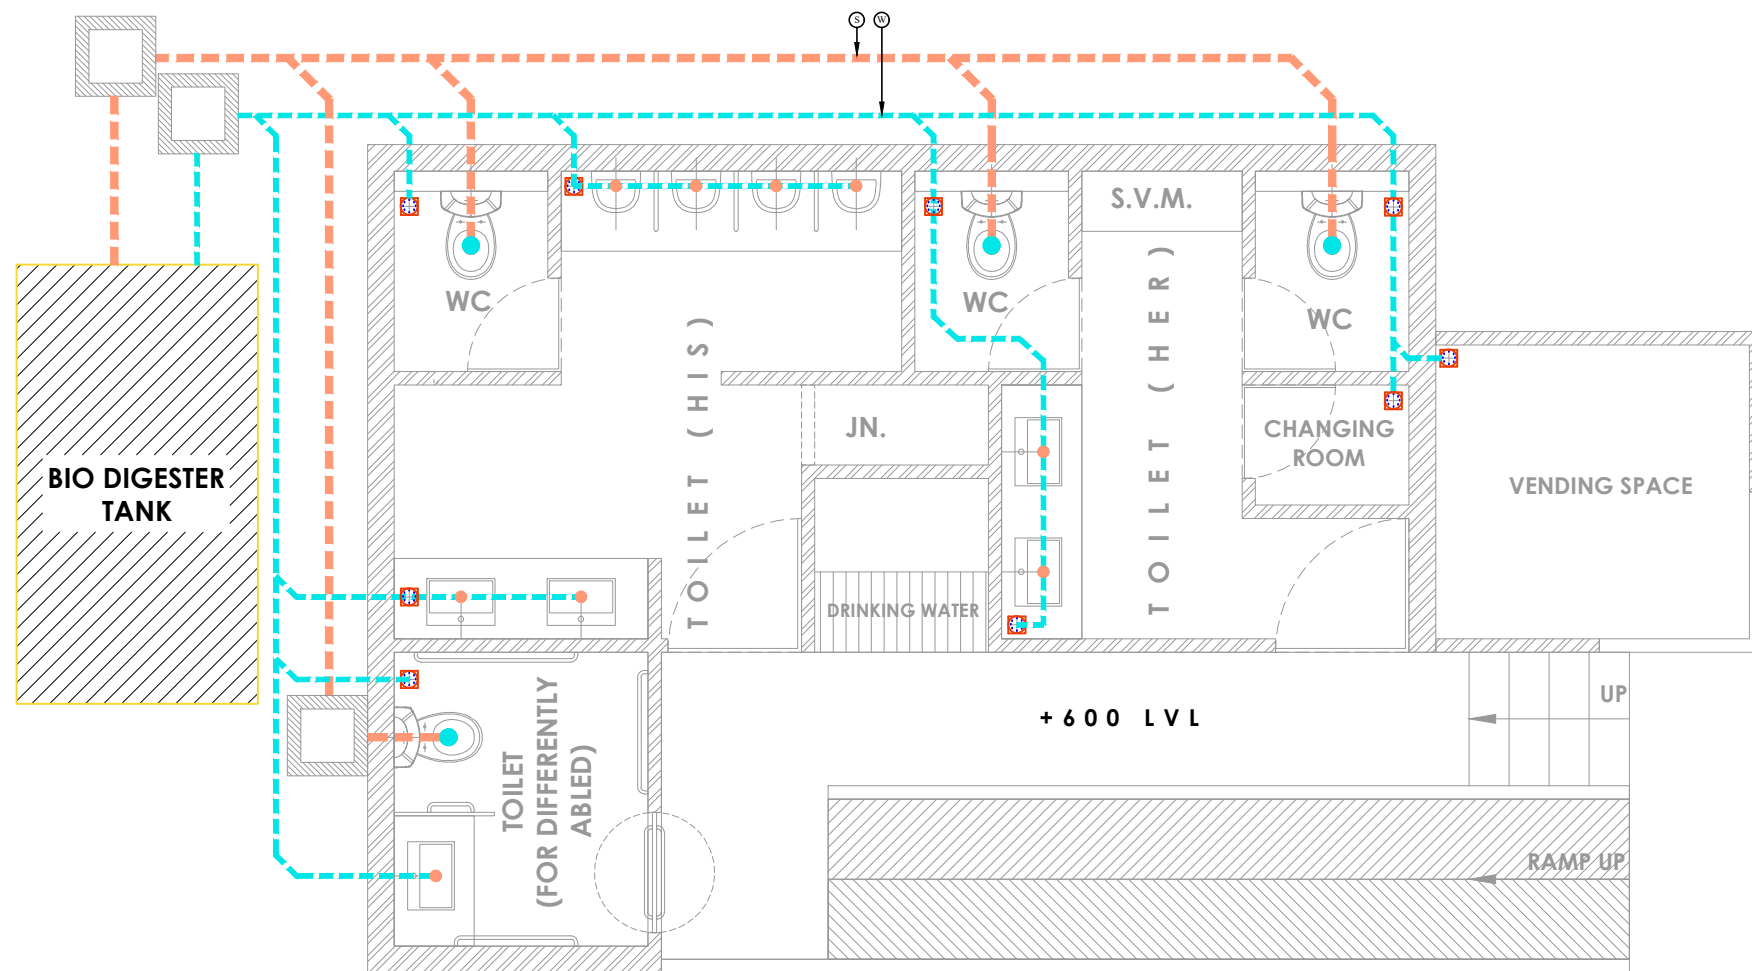 S W
S.V.M.
WC
WC
WC
TOILET (HIS)
TOILET (HER)
JN.
CHANGING
ROOM
BIO DIGESTER
TANK
VENDING SPACE
DRINKING WATER
TOILET
(FOR DIFFERENTLY
ABLED)
+600 LVL
UP
RAMP UP